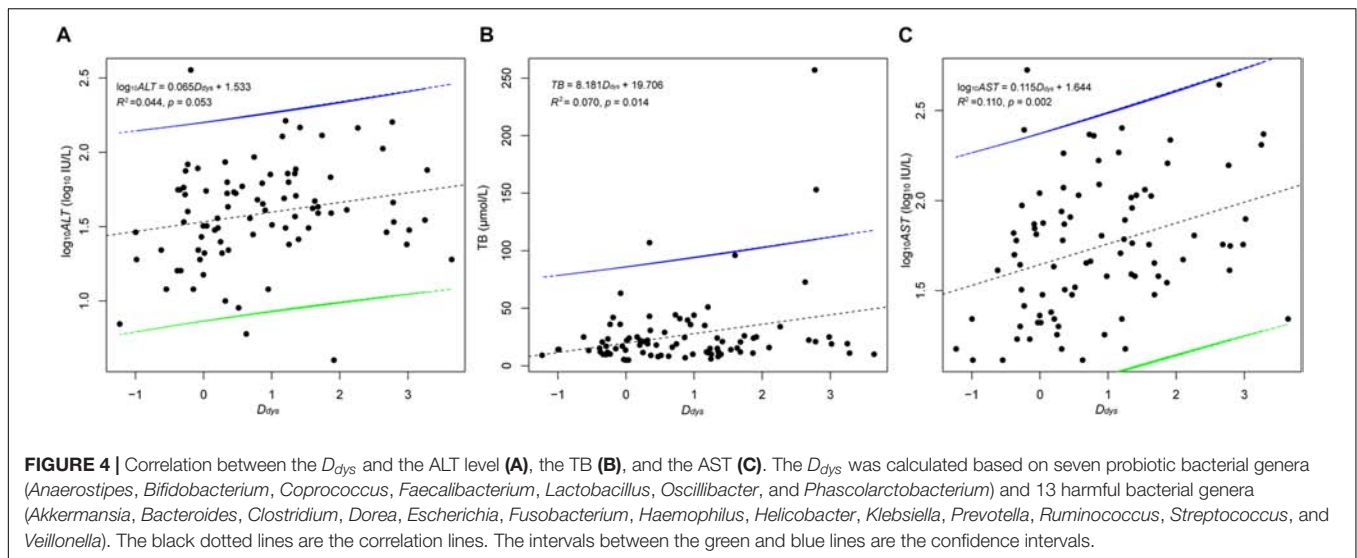 A
log₁₀ALT = 0.065Ddys + 1.533
R² =0.044, p = 0.053
2.5
2.0
1.5
1.0
log₁₀ALT (log₁₀ IU/L)
−1 0 1 2 3
Ddys
B
TB = 8.181Ddys + 19.706
R² = 0.070, p = 0.014
250
200
150
100
50
0
TB (μmol/L)
−1 0 1 2 3
Ddys
C
log₁₀AST = 0.115Ddys + 1.644
R² =0.110, p = 0.002
2.5
2.0
1.5
log₁₀AST (log₁₀ IU/L)
−1 0 1 2 3
Ddys
FIGURE 4 | Correlation between the Ddys and the ALT level (A), the TB (B), and the AST (C). The Ddys was calculated based on seven probiotic bacterial genera
(Anaerostipes, Bifidobacterium, Coprococcus, Faecalibacterium, Lactobacillus, Oscillibacter, and Phascolarctobacterium) and 13 harmful bacterial genera
(Akkermansia, Bacteroides, Clostridium, Dorea, Escherichia, Fusobacterium, Haemophilus, Helicobacter, Klebsiella, Prevotella, Ruminococcus, Streptococcus, and
Veillonella). The black dotted lines are the correlation lines. The intervals between the green and blue lines are the confidence intervals.